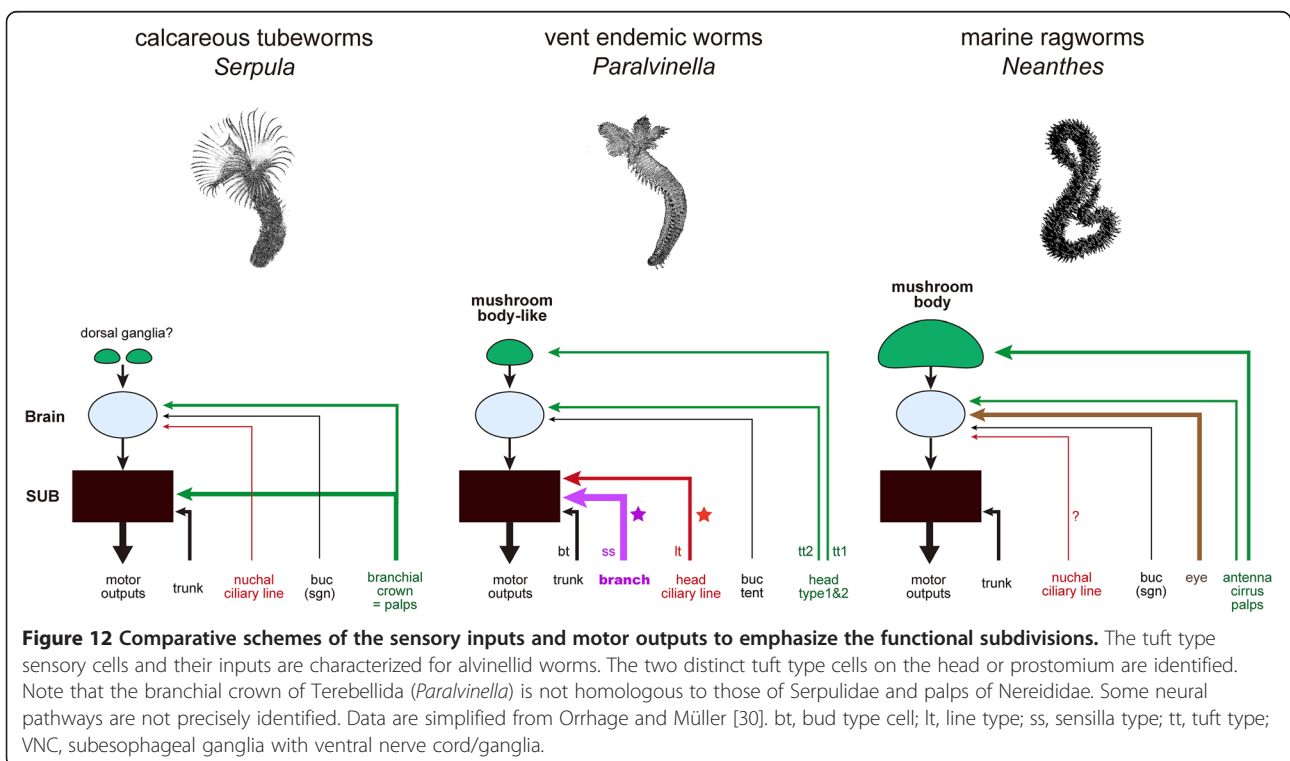 calcareous tubeworms
Serpula
vent endemic worms
Paralvinella
marine ragworms
Neanthes
dorsal ganglia?
mushroom
body-like
mushroom
body
Brain
SUB
motor
outputs
trunk
nuchal
ciliary line
buc
(sgn)
branchial
crown
= palps
bt
ss
lt
tt2
tt1
motor
outputs
trunk
branch
head
ciliary line
buc
tent
head
type1&2
?
motor
outputs
trunk
nuchal
ciliary line
buc
(sgn)
eye
antenna
cirrus
palps
Figure 12 Comparative schemes of the sensory inputs and motor outputs to emphasize the functional subdivisions. The tuft type
sensory cells and their inputs are characterized for alvinellid worms. The two distinct tuft type cells on the head or prostomium are identified.
Note that the branchial crown of Terebellida (Paralvinella) is not homologous to those of Serpulidae and palps of Nereididae. Some neural
pathways are not precisely identified. Data are simplified from Orrhage and Müller [30]. bt, bud type cell; lt, line type; ss, sensilla type; tt, tuft type;
VNC, subesophageal ganglia with ventral nerve cord/ganglia.